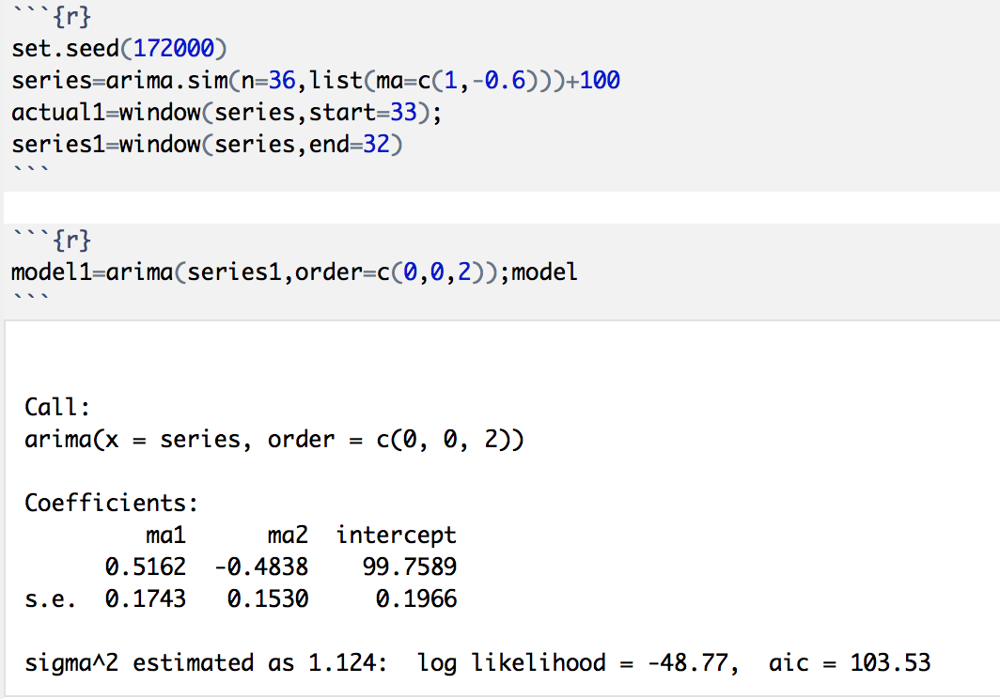 ```{r}
set.seed(172000)
series=arima.sim(n=36,list(ma=c(1,-0.6)))+100
actual1=window(series,start=33);
series1=window(series,end=32)
```
```{r}
model1=arima(series1,order=c(0,0,2));model
```
Call:
arima(x = series, order = c(0, 0, 2))
Coefficients:
ma1 ma2 intercept
0.5162 -0.4838 99.7589
s.e. 0.1743 0.1530 0.1966
sigma^2 estimated as 1.124: log likelihood = -48.77, aic = 103.53